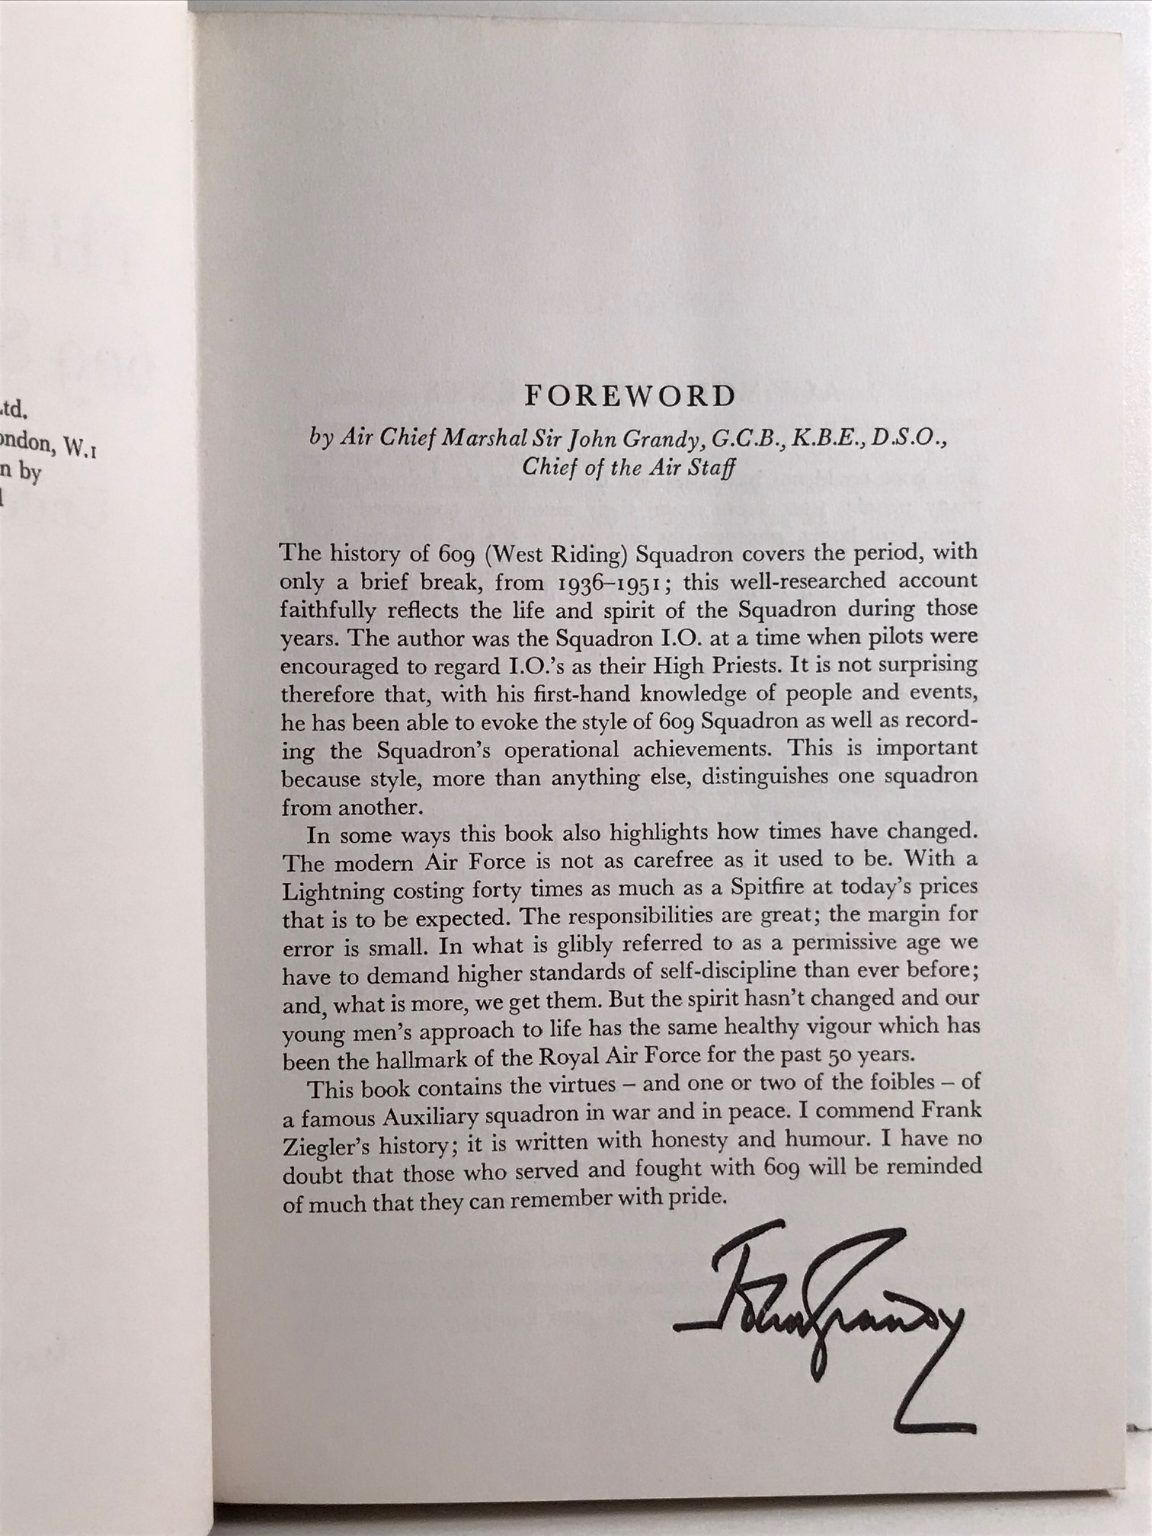 td.
ondon, W.1
n by
FOREWORD
by Air Chief Marshal Sir John Grandy, G.C.B., K.B.E., D.S.O.,
Chief of the Air Staff
The history of 609 (West Riding) Squadron covers the period, with
only a brief break, from 1936–1951; this well-researched account
faithfully reflects the life and spirit of the Squadron during those
years. The author was the Squadron I.O. at a time when pilots were
encouraged to regard I.O.'s as their High Priests. It is not surprising
therefore that, with his first-hand knowledge of people and events,
he has been able to evoke the style of 609 Squadron as well as record-
ing the Squadron's operational achievements. This is important
because style, more than anything else, distinguishes one squadron
from another.
In some ways this book also highlights how times have changed.
The modern Air Force is not as carefree as it used to be. With a
Lightning costing forty times as much as a Spitfire at today's prices
that is to be expected. The responsibilities are great; the margin for
error is small. In what is glibly referred to as a permissive age we
have to demand higher standards of self-discipline than ever before;
and, what is more, we get them. But the spirit hasn't changed and our
young men's approach to life has the same healthy vigour which has
been the hallmark of the Royal Air Force for the past 50 years.
This book contains the virtues – and one or two of the foibles – of
a famous Auxiliary squadron in war and in peace. I commend Frank
Ziegler's history; it is written with honesty and humour. I have no
doubt that those who served and fought with 609 will be reminded
of much that they can remember with pride.
John Grandy